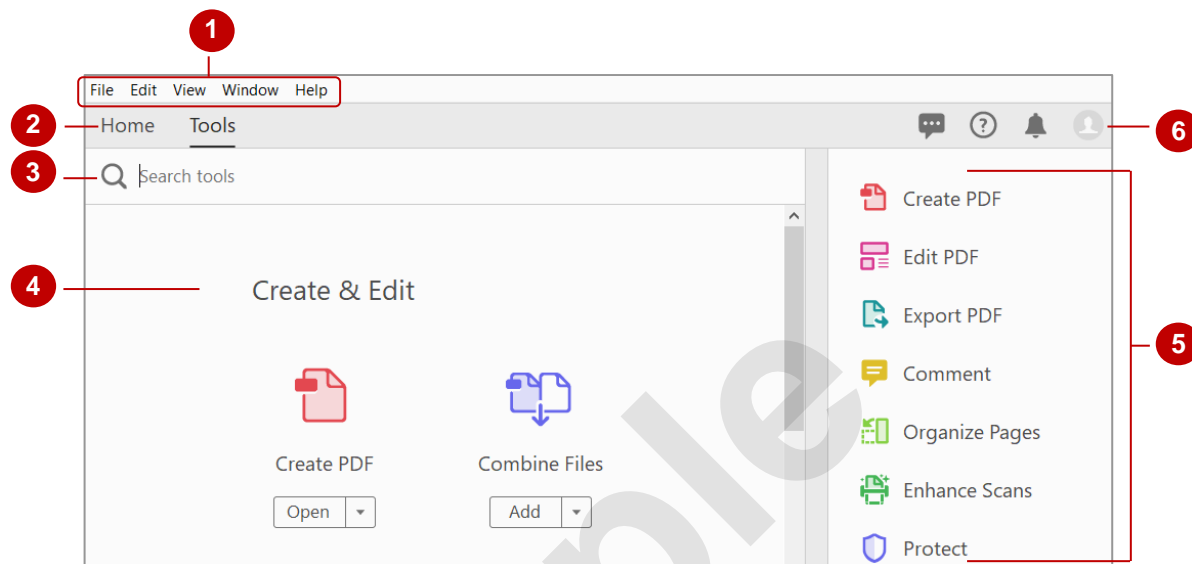 1
File Edit View Window Help
2 Home Tools 6
3 Search tools
Create PDF
Edit PDF
4 Create & Edit
Export PDF
5
Comment
Organize Pages
Create PDF Combine Files
Enhance Scans
Open Add
Protect
ple